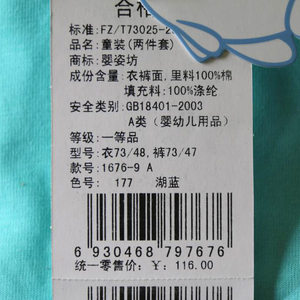 合格
标准:FZ/T73025-2
品名:童装(两件套)
商标:婴姿坊
成份含量:衣裤面,里料100%棉
填充料:100%涤纶
安全类别:GB18401-2003
A类(婴幼儿用品)
等级:一等品
型号:衣73/48,裤73/47
款号:1676-9 A
色号: 177 湖蓝
6 930468 797676
统一零售价: ¥: 116.00